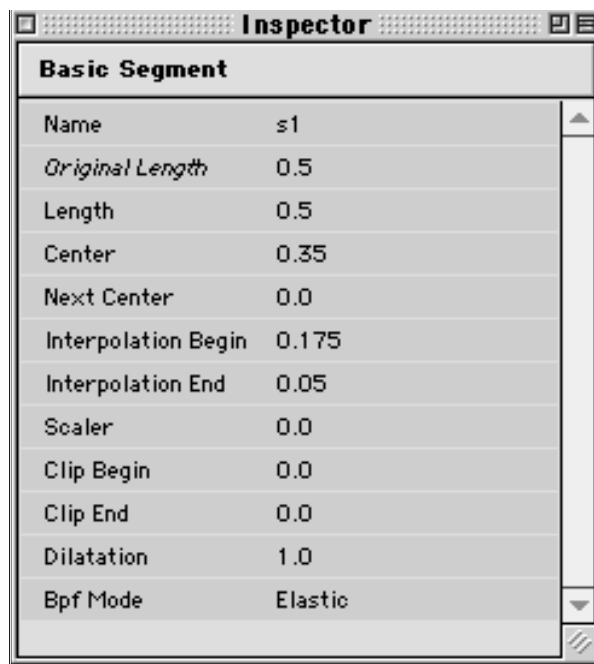 Inspector
Basic Segment
Name s1
Original Length 0.5
Length 0.5
Center 0.35
Next Center 0.0
Interpolation Begin 0.175
Interpolation End 0.05
Scaler 0.0
Clip Begin 0.0
Clip End 0.0
Dilatation 1.0
Bpf Mode Elastic